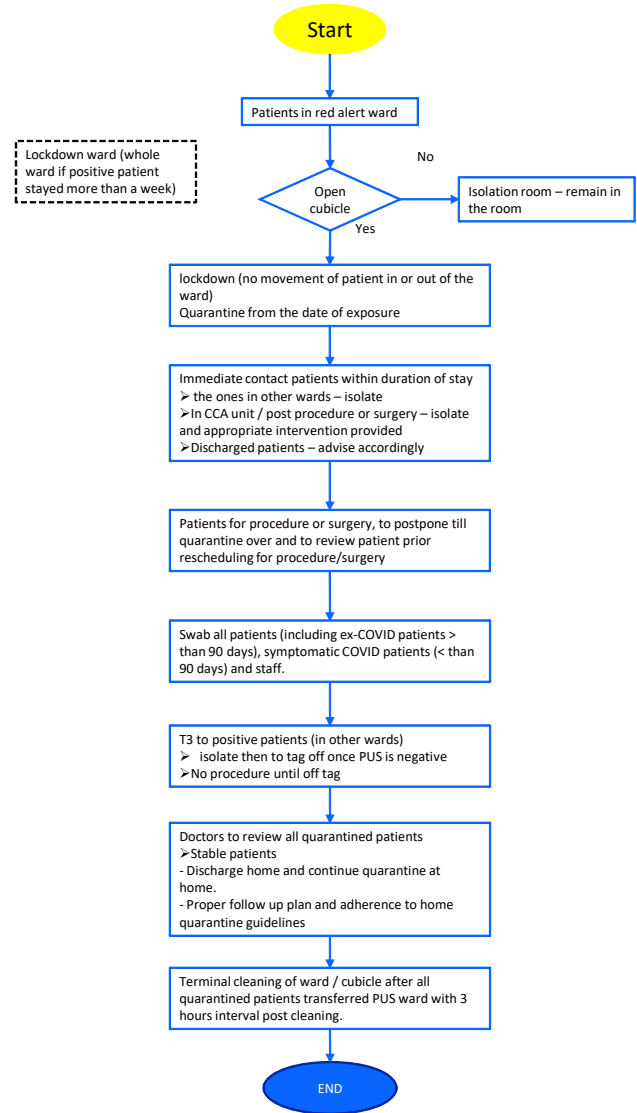 Start
Patients in red alert ward
Lockdown ward (whole
ward if positive patient
stayed more than a week)
No
Open
cubicle
Isolation room – remain in
the room
Yes
lockdown (no movement of patient in or out of the
ward)
Quarantine from the date of exposure
Immediate contact patients within duration of stay
➢ the ones in other wards – isolate
➢In CCA unit / post procedure or surgery – isolate
and appropriate intervention provided
➢Discharged patients – advise accordingly
Patients for procedure or surgery, to postpone till
quarantine over and to review patient prior
rescheduling for procedure/surgery
Swab all patients (including ex-COVID patients >
than 90 days), symptomatic COVID patients (< than
90 days) and staff.
T3 to positive patients (in other wards)
➢ isolate then to tag off once PUS is negative
➢No procedure until off tag
Doctors to review all quarantined patients
➢Stable patients
- Discharge home and continue quarantine at
home.
- Proper follow up plan and adherence to home
quarantine guidelines
Terminal cleaning of ward / cubicle after all
quarantined patients transferred PUS ward with 3
hours interval post cleaning.
END